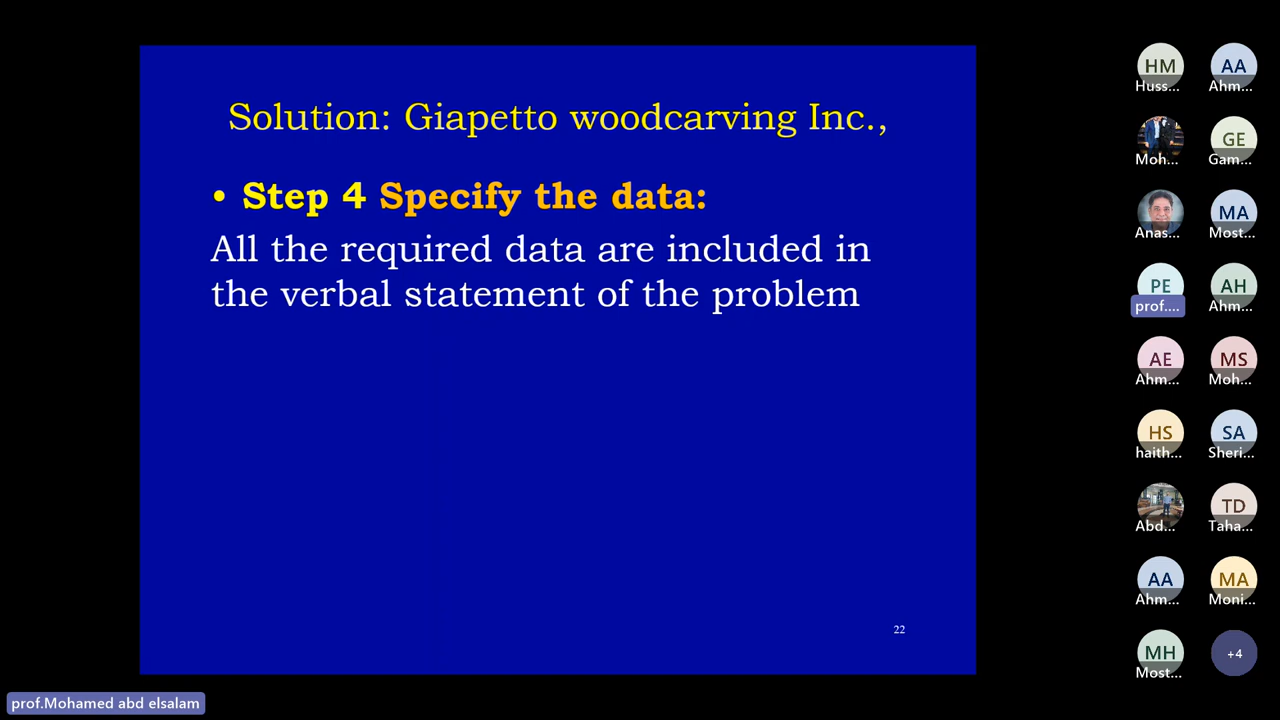 Solution: Giapetto woodcarving Inc.,
• Step 4 Specify the data:
All the required data are included in
the verbal statement of the problem
22
HM
Huss...
AA
Ahm...
Moh...
GE
Gam...
Anas...
MA
Most...
PE
prof....
AH
Ahm...
AE
Ahm...
MS
Moh...
HS
haith...
SA
Sheri...
Abd...
TD
Taha...
AA
Ahm...
MA
Moni...
MH
Most...
+4
prof.Mohamed abd elsalam